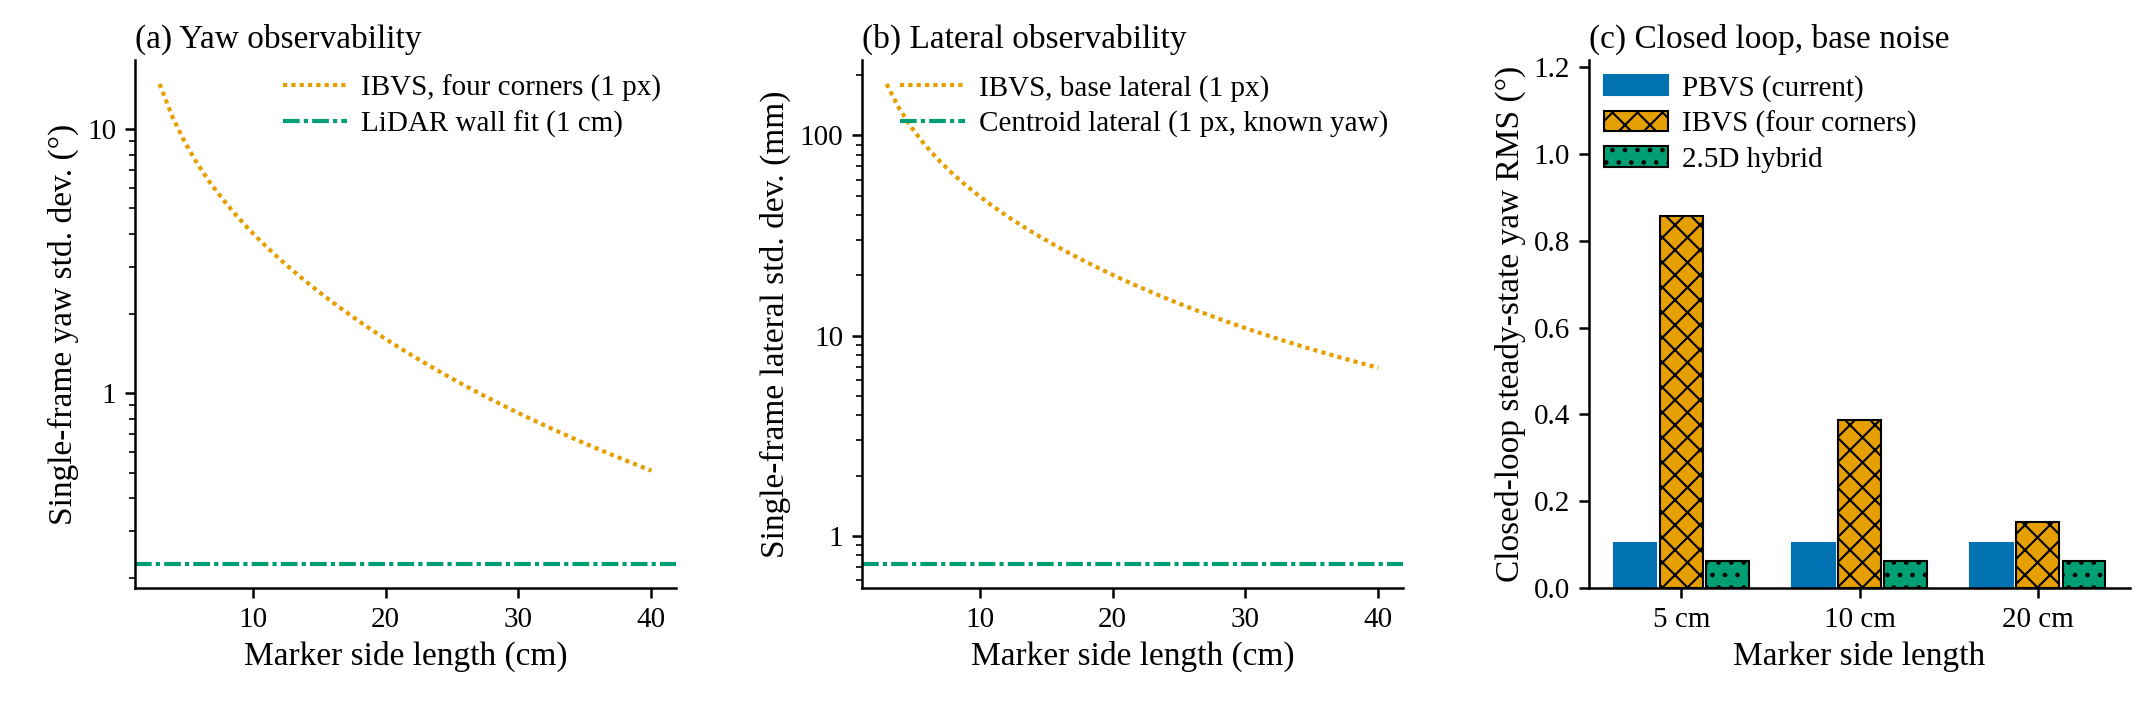 (a) Yaw observability
IBVS, four corners (1 px)
LiDAR wall fit (1 cm)
Single-frame yaw std. dev. (°)
10
1
10
20
30
40
Marker side length (cm)
(b) Lateral observability
IBVS, base lateral (1 px)
Centroid lateral (1 px, known yaw)
Single-frame lateral std. dev. (mm)
100
10
1
10
20
30
40
Marker side length (cm)
(c) Closed loop, base noise
PBVS (current)
IBVS (four corners)
2.5D hybrid
Closed-loop steady-state yaw RMS (°)
1.2
1.0
0.8
0.6
0.4
0.2
0.0
5 cm
10 cm
20 cm
Marker side length